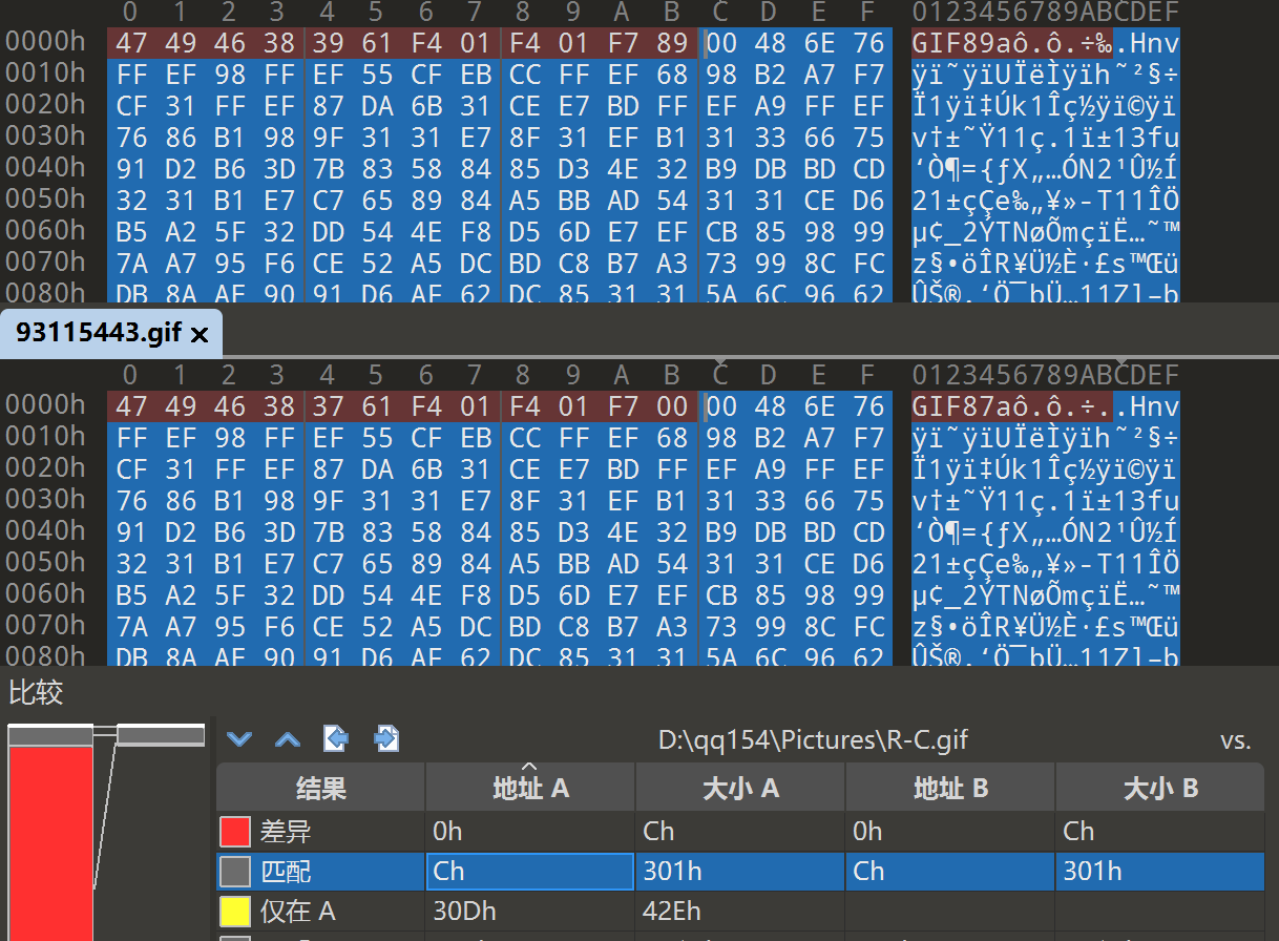 0 1 2 3 4 5 6 7 8 9 A B C D E F 0123456789ABCDEF
0000h 47 49 46 38 39 61 F4 01 F4 01 F7 89 00 48 6E 76 GIF89aô.ô.÷‰.Hnv
0010h FF EF 98 FF EF 55 CF EB CC FF EF 68 98 B2 A7 F7 ÿï˜ÿïUÏëÌÿïh˜²§÷
0020h CF 31 FF EF 87 DA 6B 31 CE E7 BD FF EF A9 FF EF Ï1ÿï‡Úk1Îç½ÿï©ÿï
0030h 76 86 B1 98 9F 31 31 E7 8F 31 EF B1 31 33 66 75 v†±˜Ÿ11ç.1ï±13fu
0040h 91 D2 B6 3D 7B 83 58 84 85 D3 4E 32 B9 DB BD CD ‘Ò¶={ƒX„…ÓN2¹Û½Í
0050h 32 31 B1 E7 C7 65 89 84 A5 BB AD 54 31 31 CE D6 21±çÇe‰„¥»-T11ÎÖ
0060h B5 A2 5F 32 DD 54 4E F8 D5 6D E7 EF CB 85 98 99 µ¢_2ÝTNøÕmçïË…˜™
0070h 7A A7 95 F6 CE 52 A5 DC BD C8 B7 A3 73 99 8C FC z§•öÎR¥Ü½È·£s™Œü
0080h DB 8A AE 90 91 D6 AF 62 DC 85 31 31 5A 6C 96 62 ÛŠ®.‘Ö¯bÜ…11Zl–b
93115443.gif ×
0 1 2 3 4 5 6 7 8 9 A B C D E F 0123456789ABCDEF
0000h 47 49 46 38 37 61 F4 01 F4 01 F7 00 00 48 6E 76 GIF87aô.ô.÷..Hnv
0010h FF EF 98 FF EF 55 CF EB CC FF EF 68 98 B2 A7 F7 ÿï˜ÿïUÏëÌÿïh˜²§÷
0020h CF 31 FF EF 87 DA 6B 31 CE E7 BD FF EF A9 FF EF Ï1ÿï‡Úk1Îç½ÿï©ÿï
0030h 76 86 B1 98 9F 31 31 E7 8F 31 EF B1 31 33 66 75 v†±˜Ÿ11ç.1ï±13fu
0040h 91 D2 B6 3D 7B 83 58 84 85 D3 4E 32 B9 DB BD CD ‘Ò¶={ƒX„…ÓN2¹Û½Í
0050h 32 31 B1 E7 C7 65 89 84 A5 BB AD 54 31 31 CE D6 21±çÇe‰„¥»-T11ÎÖ
0060h B5 A2 5F 32 DD 54 4E F8 D5 6D E7 EF CB 85 98 99 µ¢_2ÝTNøÕmçïË…˜™
0070h 7A A7 95 F6 CE 52 A5 DC BD C8 B7 A3 73 99 8C FC z§•öÎR¥Ü½È·£s™Œü
0080h DB 8A AE 90 91 D6 AF 62 DC 85 31 31 5A 6C 96 62 ÛŠ®.‘Ö¯bÜ…11Zl–b
比较
D:\qq154\Pictures\R-C.gif vs.
结果 地址 A 大小 A 地址 B 大小 B
差异 0h Ch 0h Ch
匹配 Ch 301h Ch 301h
仅在 A 30Dh 42Eh